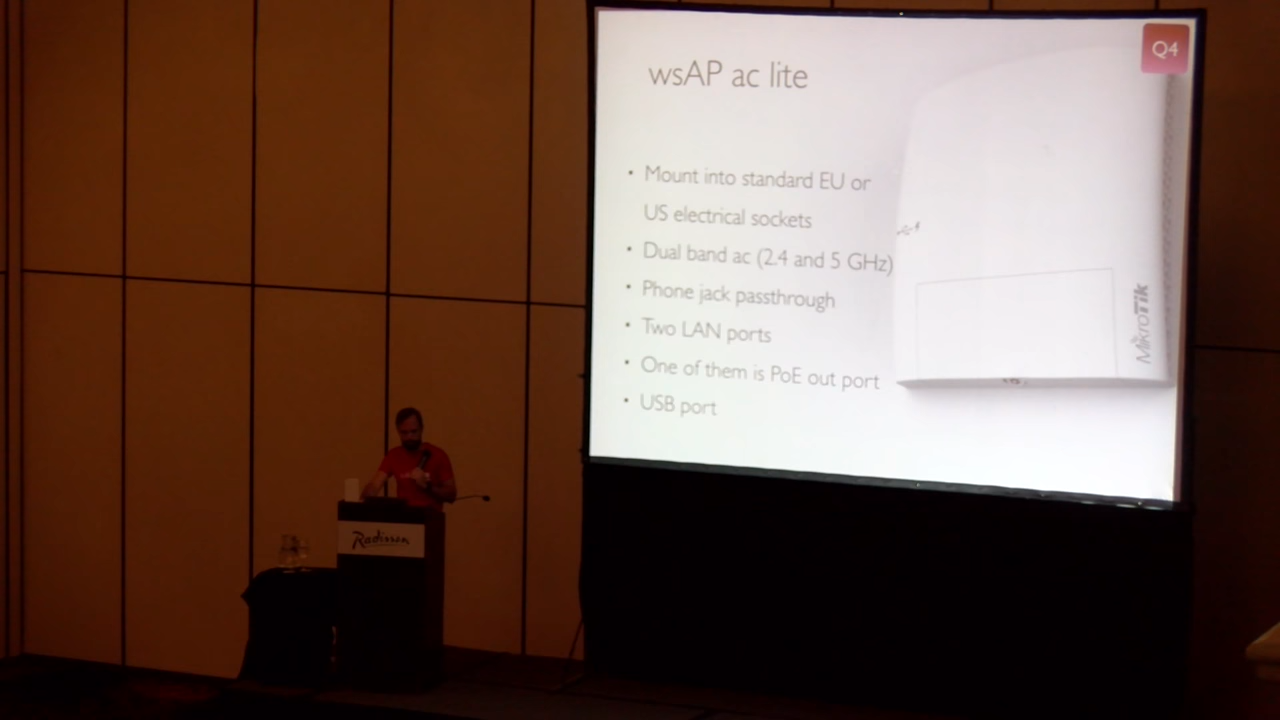 Q4
wsAP ac lite
• Mount into standard EU or
US electrical sockets
• Dual band ac (2.4 and 5 GHz)
• Phone jack passthrough
• Two LAN ports
• One of them is PoE out port
• USB port
MikroTik
Radisson